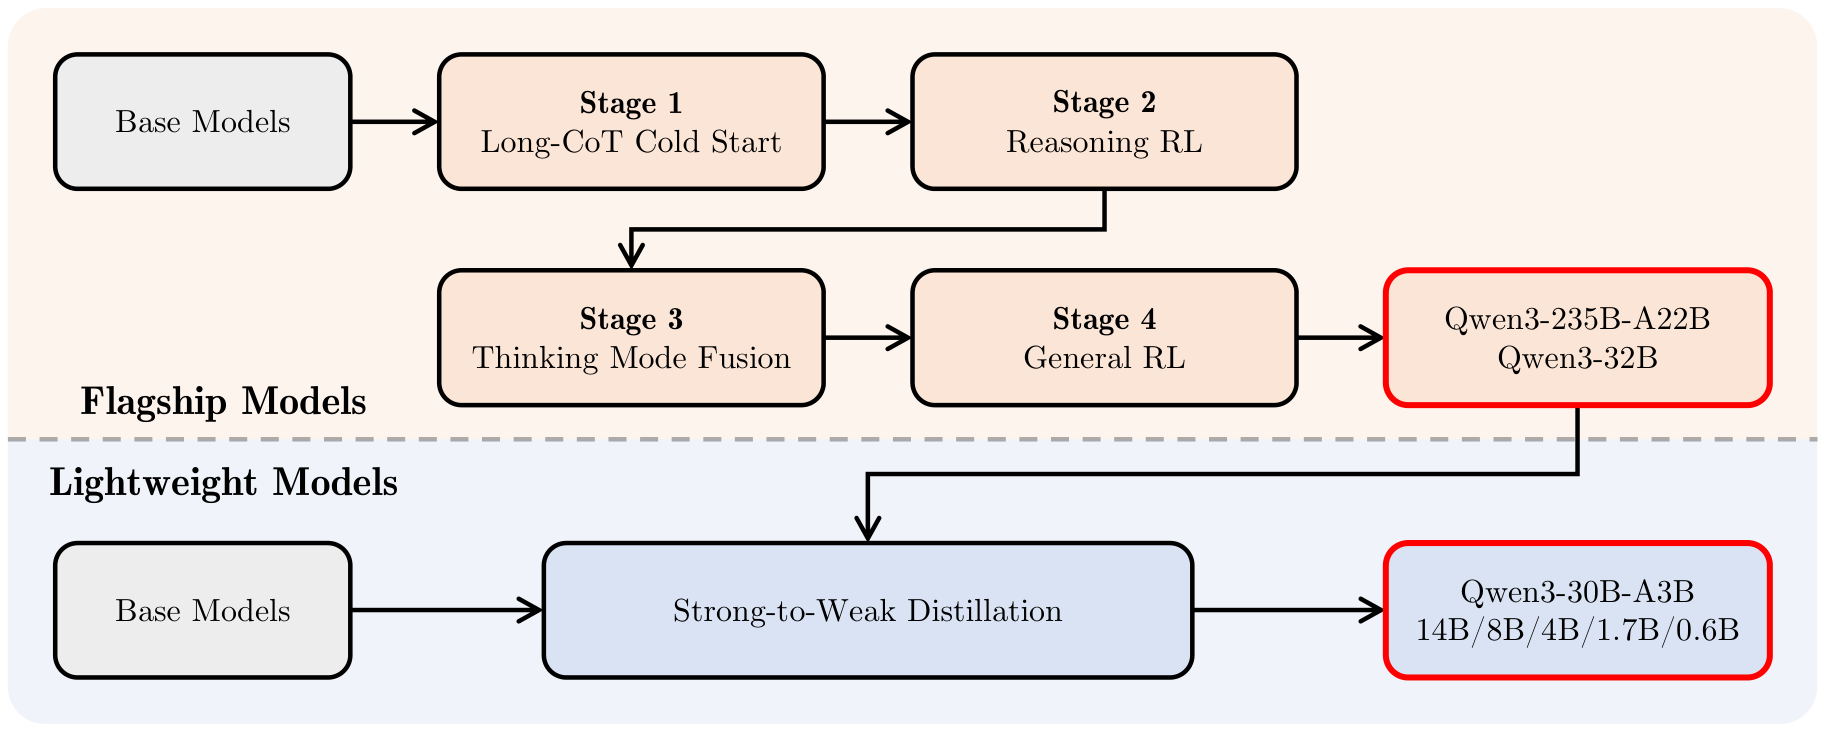 Base Models
Stage 1
Long-CoT Cold Start
Stage 2
Reasoning RL
Stage 3
Thinking Mode Fusion
Stage 4
General RL
Qwen3-235B-A22B
Qwen3-32B
Flagship Models
Lightweight Models
Base Models
Strong-to-Weak Distillation
Qwen3-30B-A3B
14B/8B/4B/1.7B/0.6B